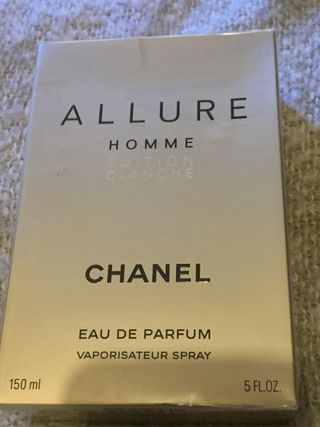 ALLURE
HOMME
EDITION
BLANCHE
CHANEL
EAU DE PARFUM
VAPORISATEUR SPRAY
150 ml 5 FL.OZ.